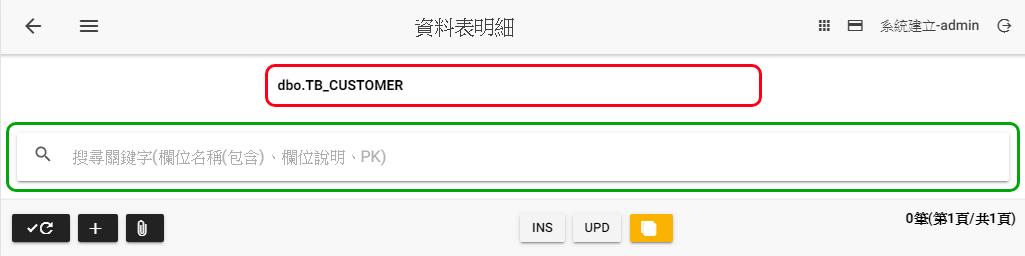 資料表明細
系統建立-admin
dbo.TB_CUSTOMER
搜尋關鍵字(欄位名稱(包含)、欄位說明、PK)
INS
UPD
0筆(第1頁/共1頁)